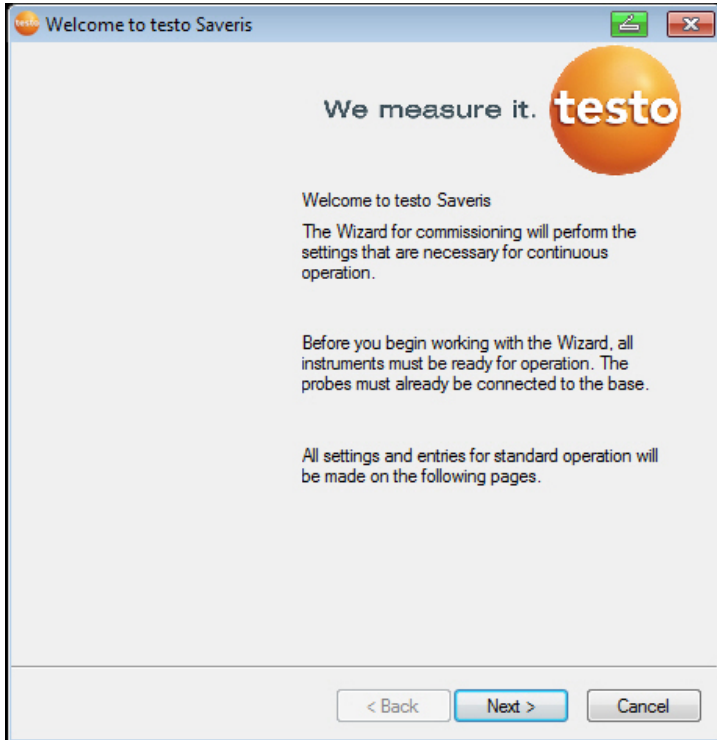 testo Welcome to testo Saveris
We measure it. testo
Welcome to testo Saveris
The Wizard for commissioning will perform the
settings that are necessary for continuous
operation.
Before you begin working with the Wizard, all
instruments must be ready for operation. The
probes must already be connected to the base.
All settings and entries for standard operation will
be made on the following pages.
< Back Next > Cancel